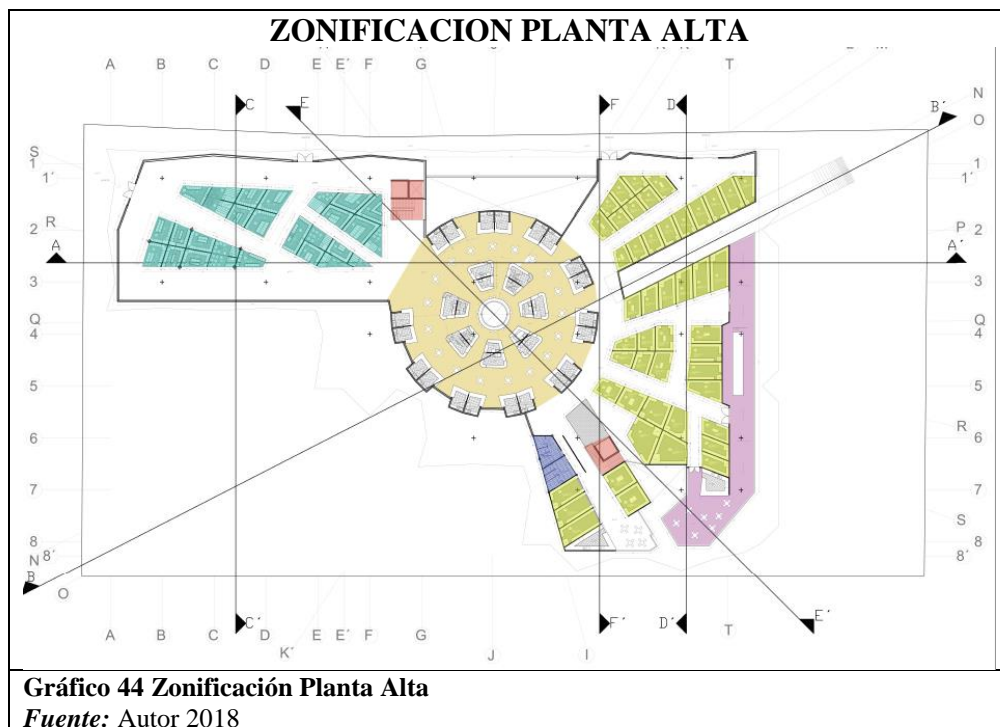 ZONIFICACION PLANTA ALTA
A B C D E E' F G T
C E F D B'
N
O
S
1 1
1' 1'
R
2 2
P
A A'
3 3
Q Q
4 4
5 5
R
6 6
7 7
S
8 8
8' 8'
N
B
O
C' F' D' E'
A B C D E E' F G T
K' J I
Gráfico 44 Zonificación Planta Alta
Fuente: Autor 2018